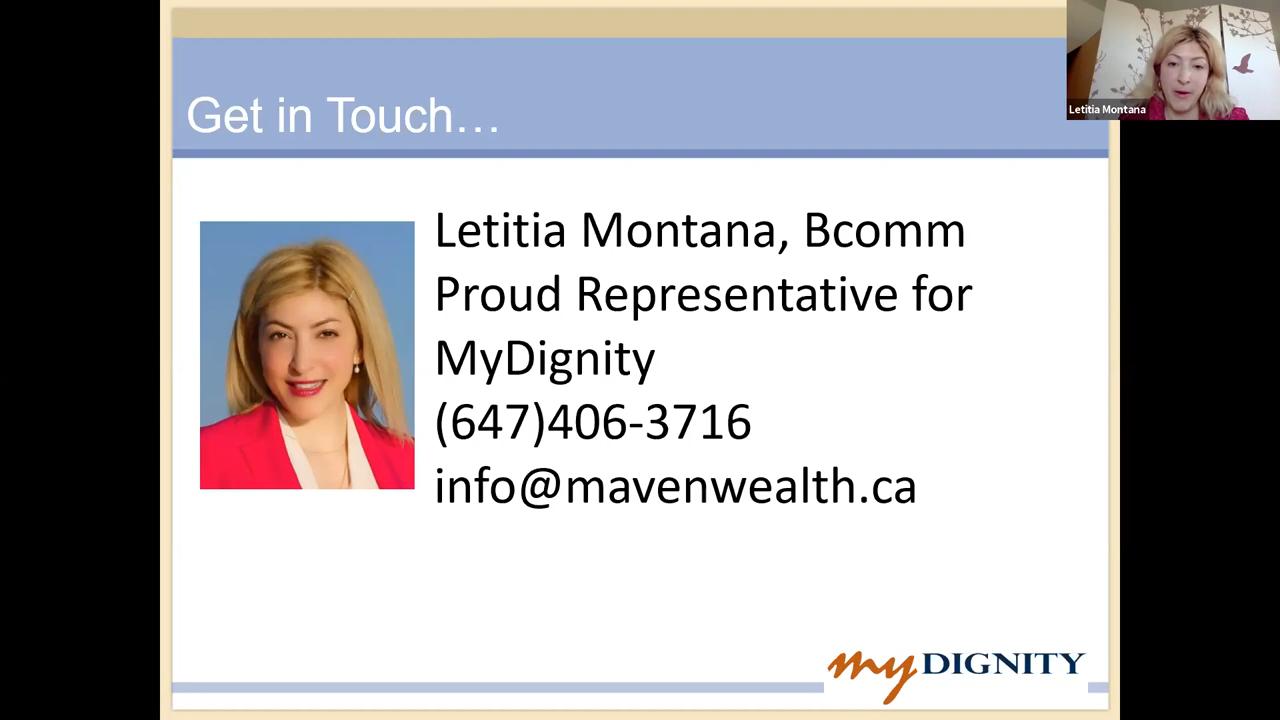 Letitia Montana
Get in Touch…
Letitia Montana, Bcomm
Proud Representative for
MyDignity
(647)406-3716
info@mavenwealth.ca
my DIGNITY